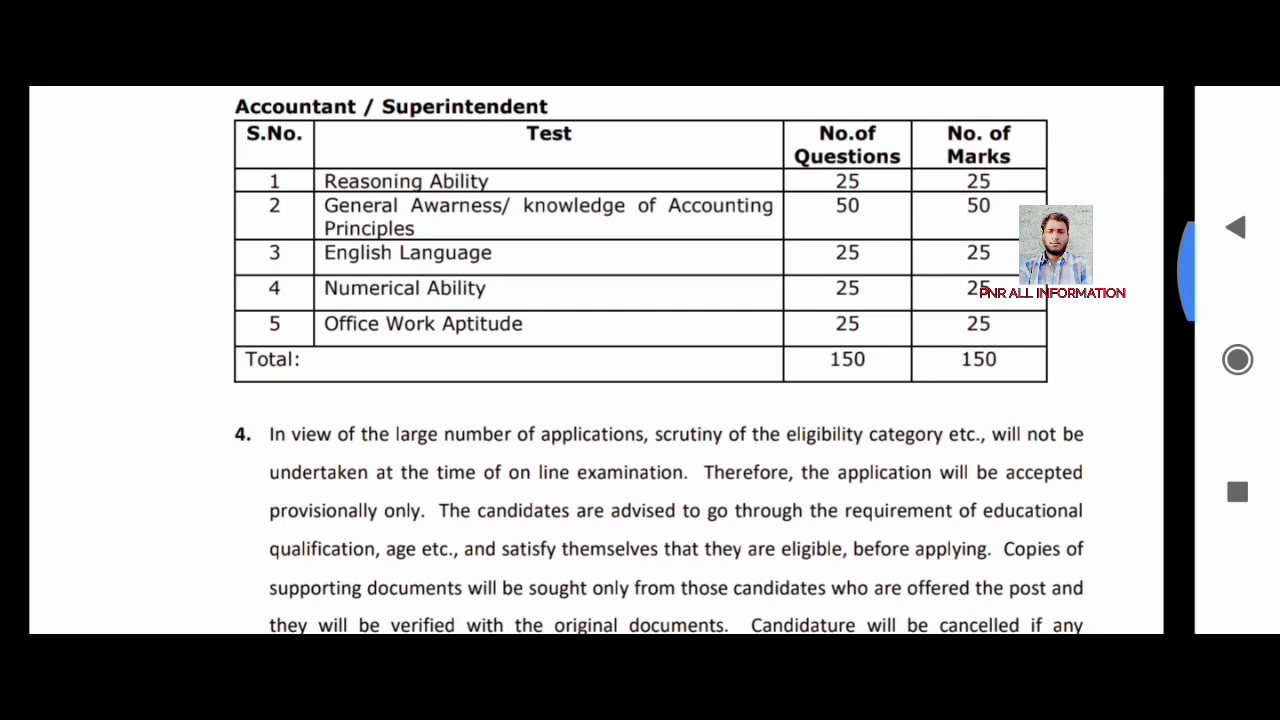 Accountant / Superintendent
S.No. Test No.of Questions No. of Marks
1 Reasoning Ability 25 25
2 General Awarness/ knowledge of Accounting Principles 50 50
3 English Language 25 25
4 Numerical Ability 25 25
5 Office Work Aptitude 25 25
Total: 150 150
PNR ALL INFORMATION
4. In view of the large number of applications, scrutiny of the eligibility category etc., will not be
undertaken at the time of on line examination. Therefore, the application will be accepted
provisionally only. The candidates are advised to go through the requirement of educational
qualification, age etc., and satisfy themselves that they are eligible, before applying. Copies of
supporting documents will be sought only from those candidates who are offered the post and
they will be verified with the original documents. Candidature will be cancelled if any